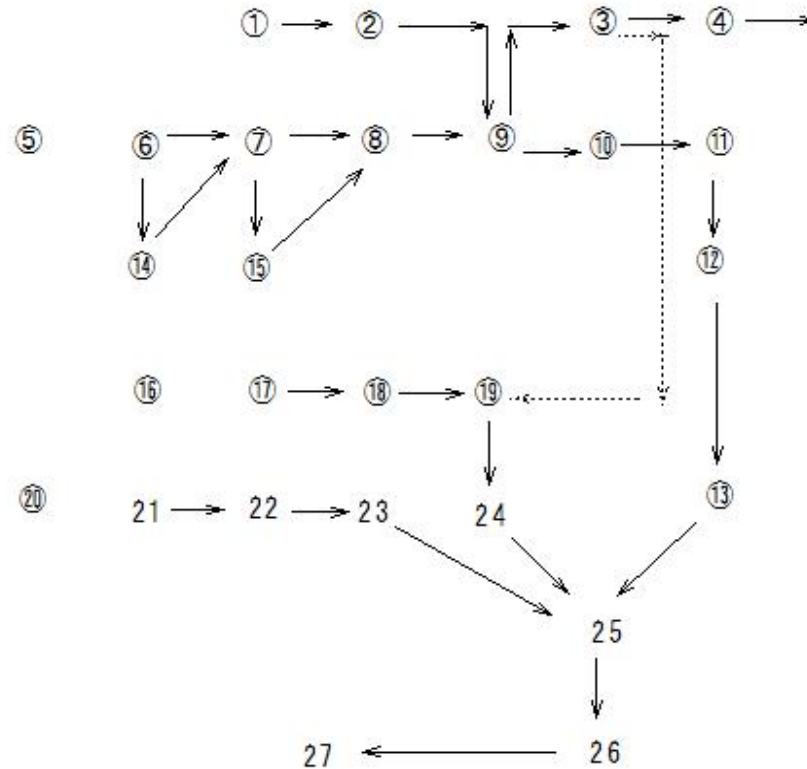 ① ② ③ ④
⑤ ⑥ ⑦ ⑧ ⑨ ⑩ ⑪
⑭ ⑮ ⑫
⑯ ⑰ ⑱ ⑲
⑳ 21 22 23 24 ⑬
25
27 26